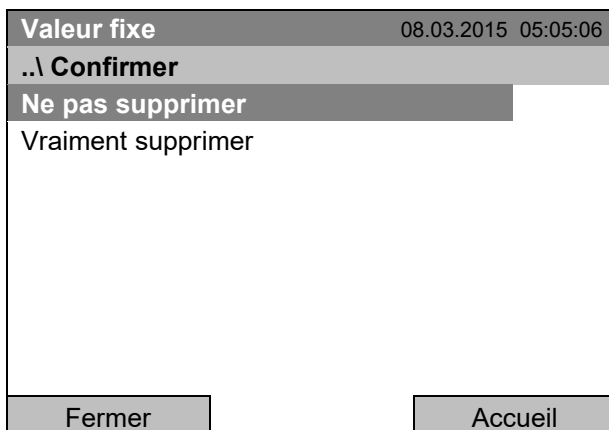 Valeur fixe 08.03.2015 05:05:06
..\ Confirmer
Ne pas supprimer
Vraiment supprimer
Fermer Accueil